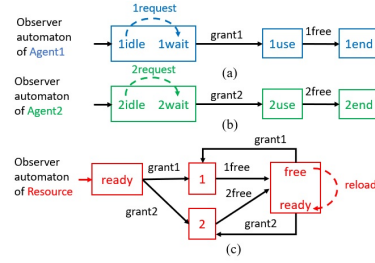 1request
Observer
automaton
of Agent1
1idle 1wait
grant1
1use
1free
1end
(a)
2request
Observer
automaton
of Agent2
2idle 2wait
grant2
2use
2free
2end
(b)
grant1
Observer
automaton
of Resource
ready
grant1
1
1free
free
reload
2free
grant2
2
ready
grant2
(c)